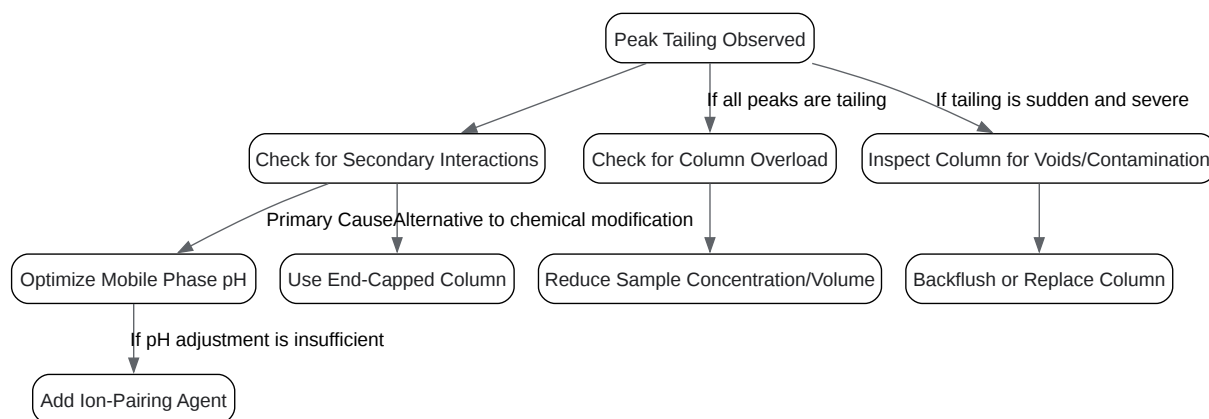 Peak Tailing Observed
If all peaks are tailing
If tailing is sudden and severe
Check for Secondary Interactions
Check for Column Overload
Inspect Column for Voids/Contamination
Primary Cause
Alternative to chemical modification
Optimize Mobile Phase pH
Use End-Capped Column
Reduce Sample Concentration/Volume
Backflush or Replace Column
If pH adjustment is insufficient
Add Ion-Pairing Agent